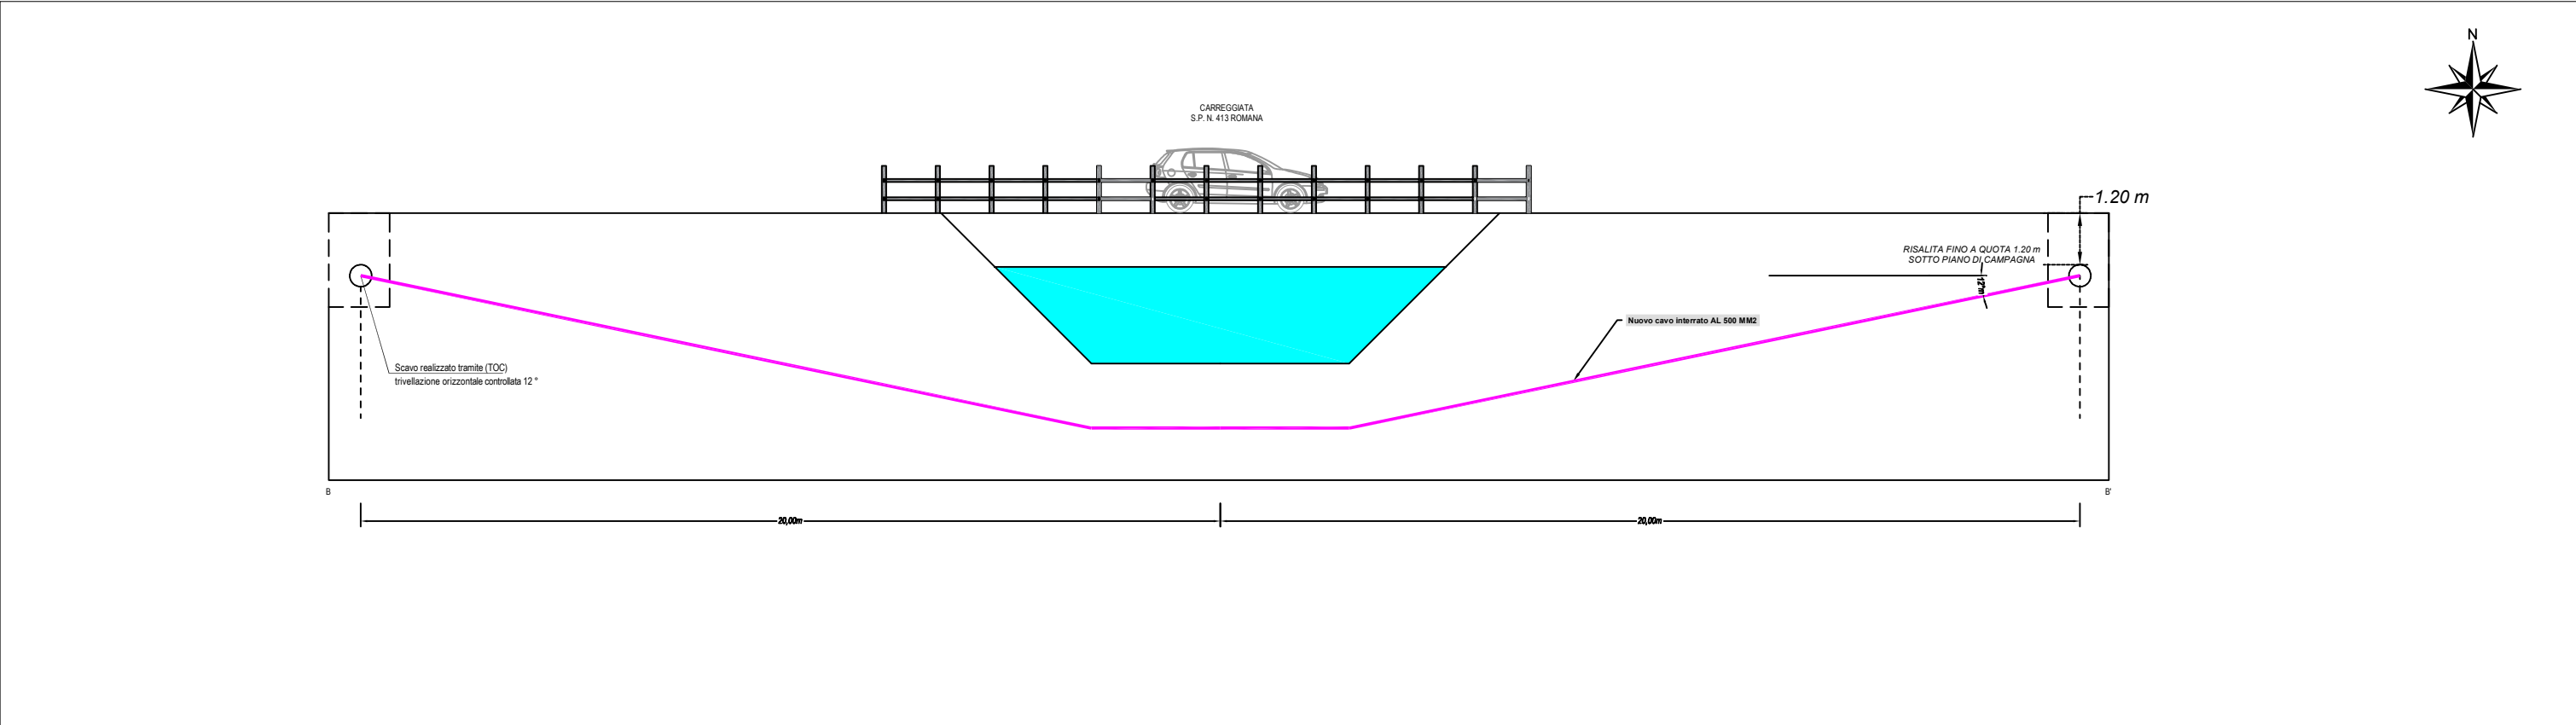 N
CARREGGIATA
S.P. N. 413 ROMANA
1.20 m
RISALITA FINO A QUOTA 1.20 m
SOTTO PIANO DI CAMPAGNA
12°m
Nuovo cavo interrato AL 500 MM2
Scavo realizzato tramite (TOC)
trivellazione orizzontale controllata 12 °
B
B'
20,00m
20,00m